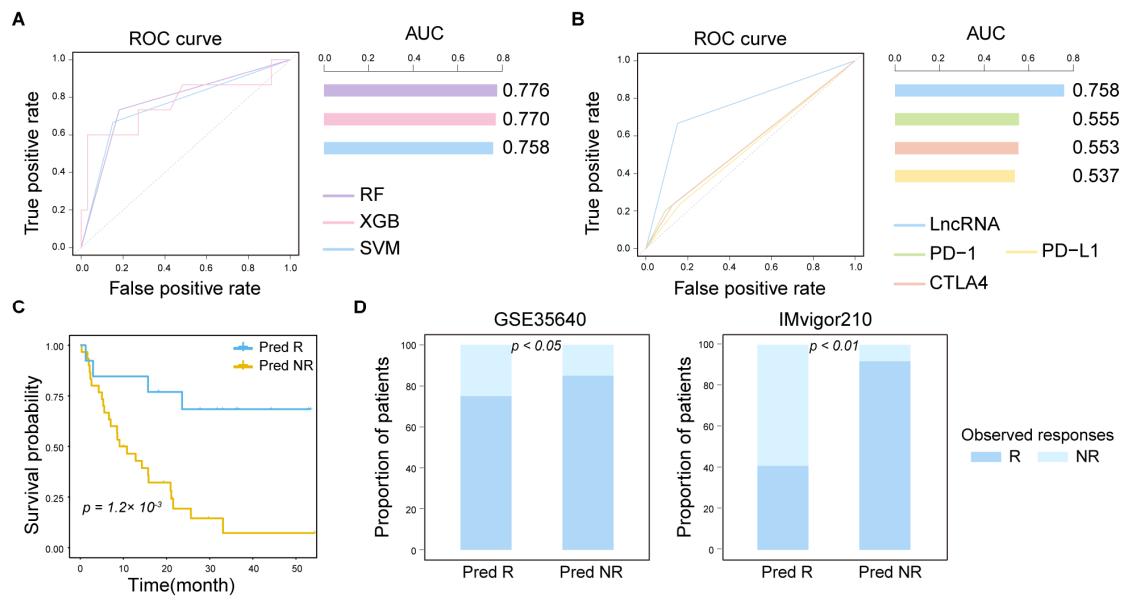 A
ROC curve
True positive rate
1.0
0.8
0.6
0.4
0.2
0.0
0.0 0.2 0.4 0.6 0.8 1.0
False positive rate
AUC
0 0.2 0.4 0.6 0.8
0.776
0.770
0.758
RF
XGB
SVM
B
ROC curve
True positive rate
1.0
0.8
0.6
0.4
0.2
0.0
0.0 0.2 0.4 0.6 0.8 1.0
False positive rate
AUC
0 0.2 0.4 0.6 0.8
0.758
0.555
0.553
0.537
LncRNA
PD−1 PD−L1
CTLA4
C
Survival probability
1.00
0.75
0.50
0.25
0.00
Pred R
Pred NR
p = 1.2× 10-3
0 10 20 30 40 50
Time(month)
D
GSE35640
Proportion of patients
100
80
60
40
20
0
p < 0.05
Pred R Pred NR
IMvigor210
Proportion of patients
100
80
60
40
20
0
p < 0.01
Pred R Pred NR
Observed responses
R NR